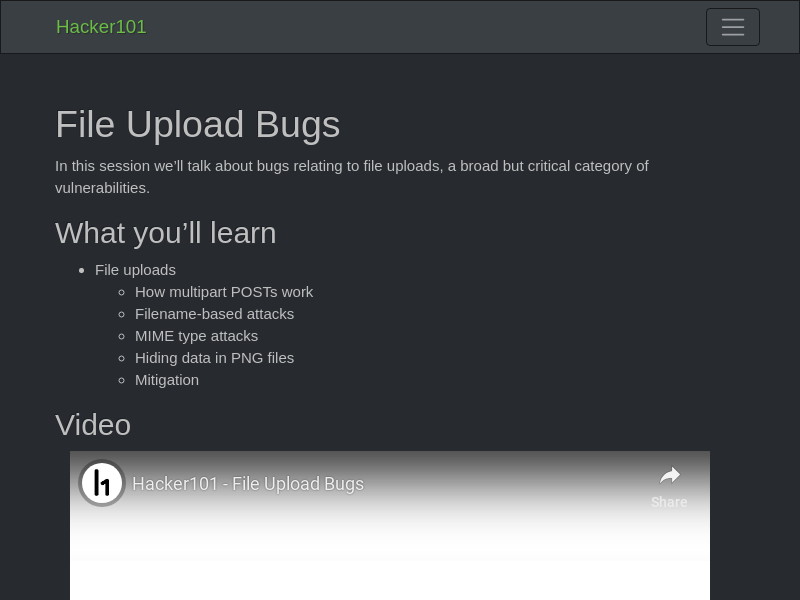 Hacker101
File Upload Bugs
In this session we’ll talk about bugs relating to file uploads, a broad but critical category of
vulnerabilities.
What you’ll learn
File uploads
How multipart POSTs work
Filename-based attacks
MIME type attacks
Hiding data in PNG files
Mitigation
Video
h1 Hacker101 - File Upload Bugs
Share